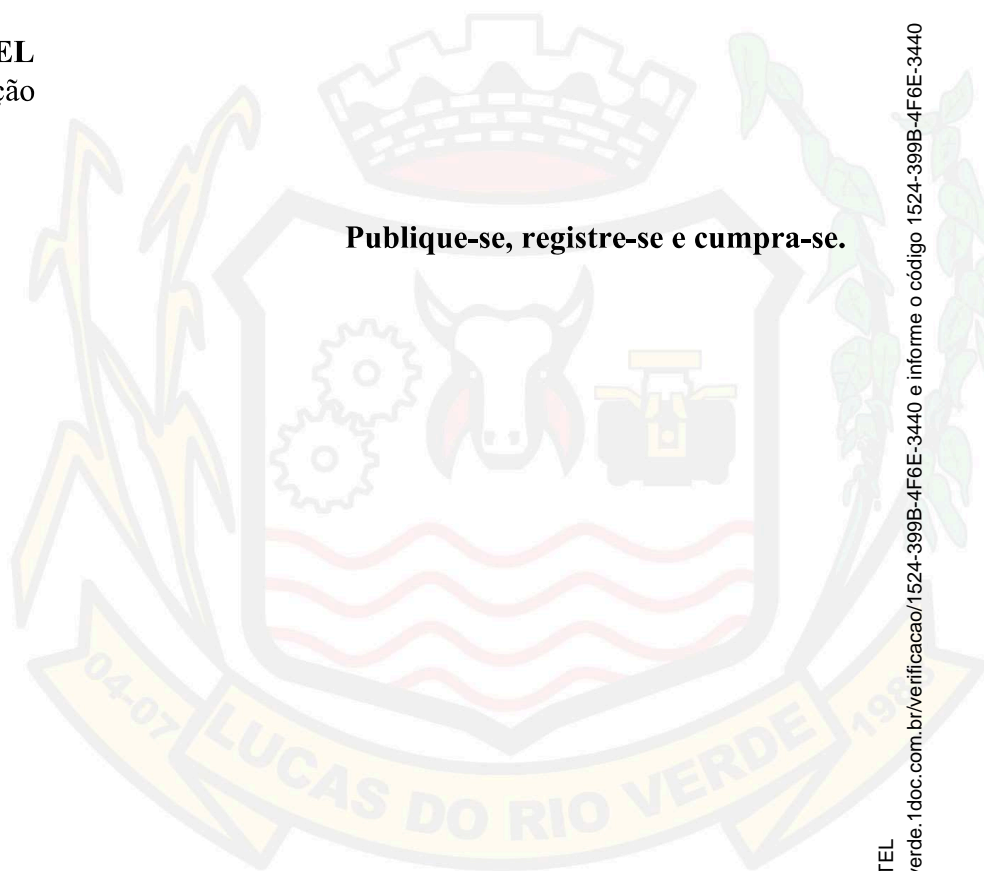 EL
ção
Publique-se, registre-se e cumpra-se.
04-07
LUCAS DO RIO VERDE
TEL
verde.1doc.com.br/verificacao/1524-399B-4F6E-3440 e informe o código 1524-399B-4F6E-3440